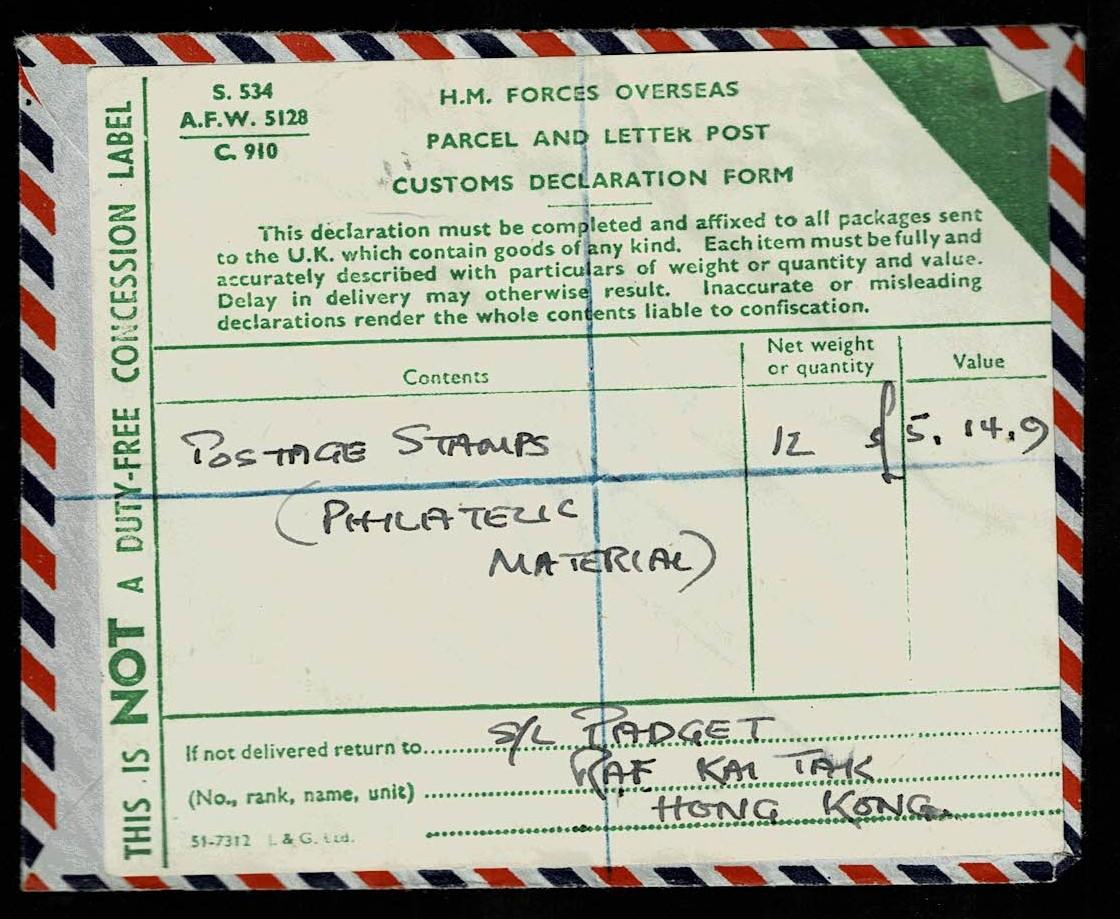 S. 534
A.F.W. 5128
C. 910
H.M. FORCES OVERSEAS
PARCEL AND LETTER POST
CUSTOMS DECLARATION FORM
This declaration must be completed and affixed to all packages sent
to the U.K. which contain goods of any kind. Each item must be fully and
accurately described with particulars of weight or quantity and value.
Delay in delivery may otherwise result. Inaccurate or misleading
declarations render the whole contents liable to confiscation.
THIS IS NOT A DUTY-FREE CONCESSION LABEL
Contents
Net weight
or quantity
Value
POSTAGE STAMPS 12 £5.14.9
(PHILATELIC
MATERIAL)
If not delivered return to S/L PADGET
RAF KAI TAK
(No., rank, name, unit)
HONG KONG.
51-7312 L & G. Ltd.